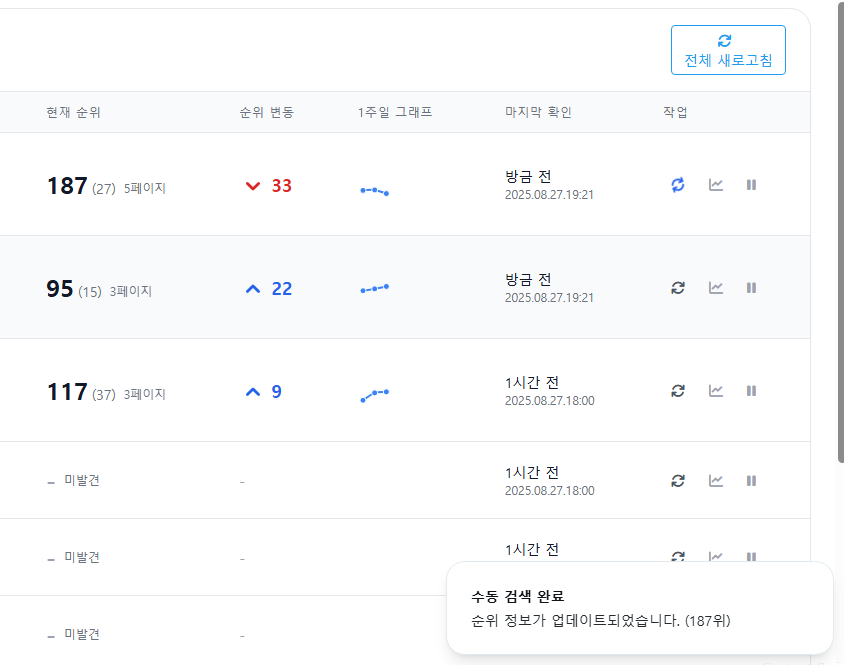 전체 새로고침
현재 순위 순위 변동 1주일 그래프 마지막 확인 작업
187 (27) 5페이지 33 방금 전
2025.08.27.19:21
95 (15) 3페이지 22 방금 전
2025.08.27.19:21
117 (37) 3페이지 9 1시간 전
2025.08.27.18:00
– 미발견 - 1시간 전
2025.08.27.18:00
– 미발견 - 1시간 전
– 미발견 -
수동 검색 완료
순위 정보가 업데이트되었습니다. (187위)